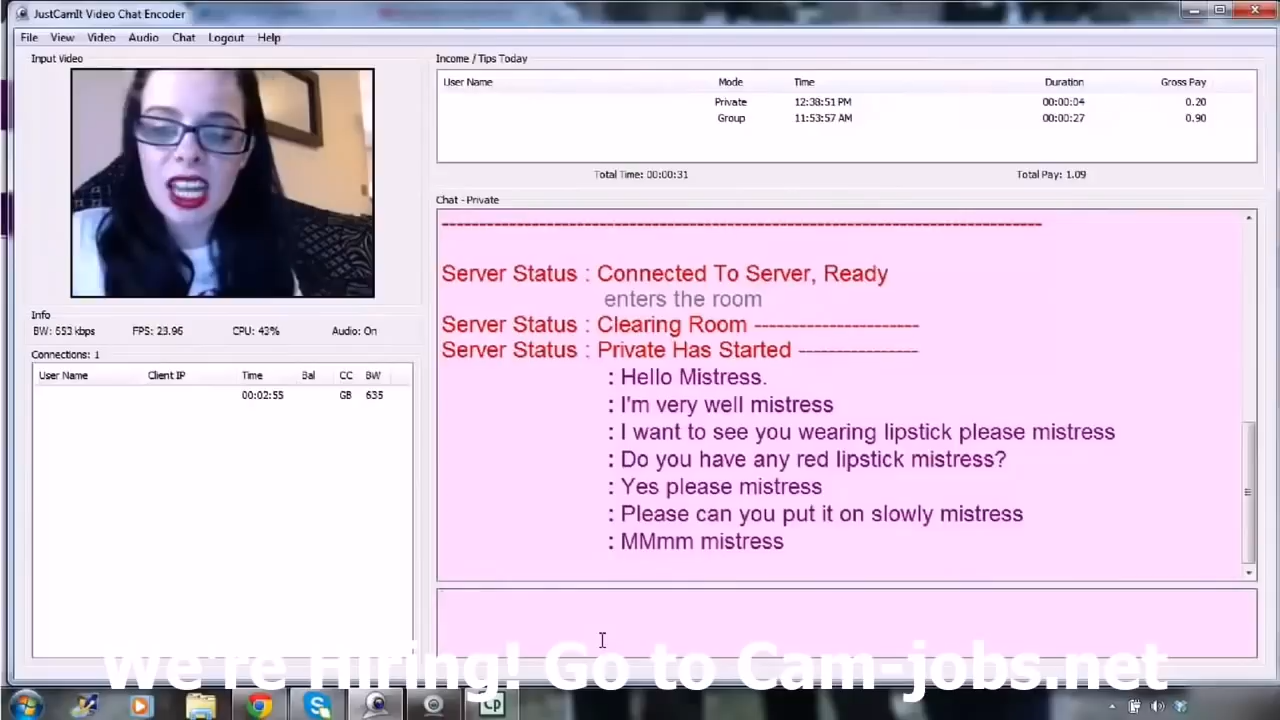 JustCamIt Video Chat Encoder
File View Video Audio Chat Logout Help
Input Video
Income / Tips Today
User Name Mode Time Duration Gross Pay
Private 12:38:51 PM 00:00:04 0.20
Group 11:53:57 AM 00:00:27 0.90
Total Time: 00:00:31 Total Pay: 1.09
Chat - Private
Server Status : Connected To Server, Ready
enters the room
Server Status : Clearing Room ----------------------
Server Status : Private Has Started ----------------
: Hello Mistress.
: I'm very well mistress
: I want to see you wearing lipstick please mistress
: Do you have any red lipstick mistress?
: Yes please mistress
: Please can you put it on slowly mistress
: MMmm mistress
Info
BW: 653 kbps FPS: 23.96 CPU: 43% Audio: On
Connections: 1
User Name Client IP Time Bal CC BW
00:02:55 GB 635
We're Hiring! Go to Cam-jobs.net
Cp